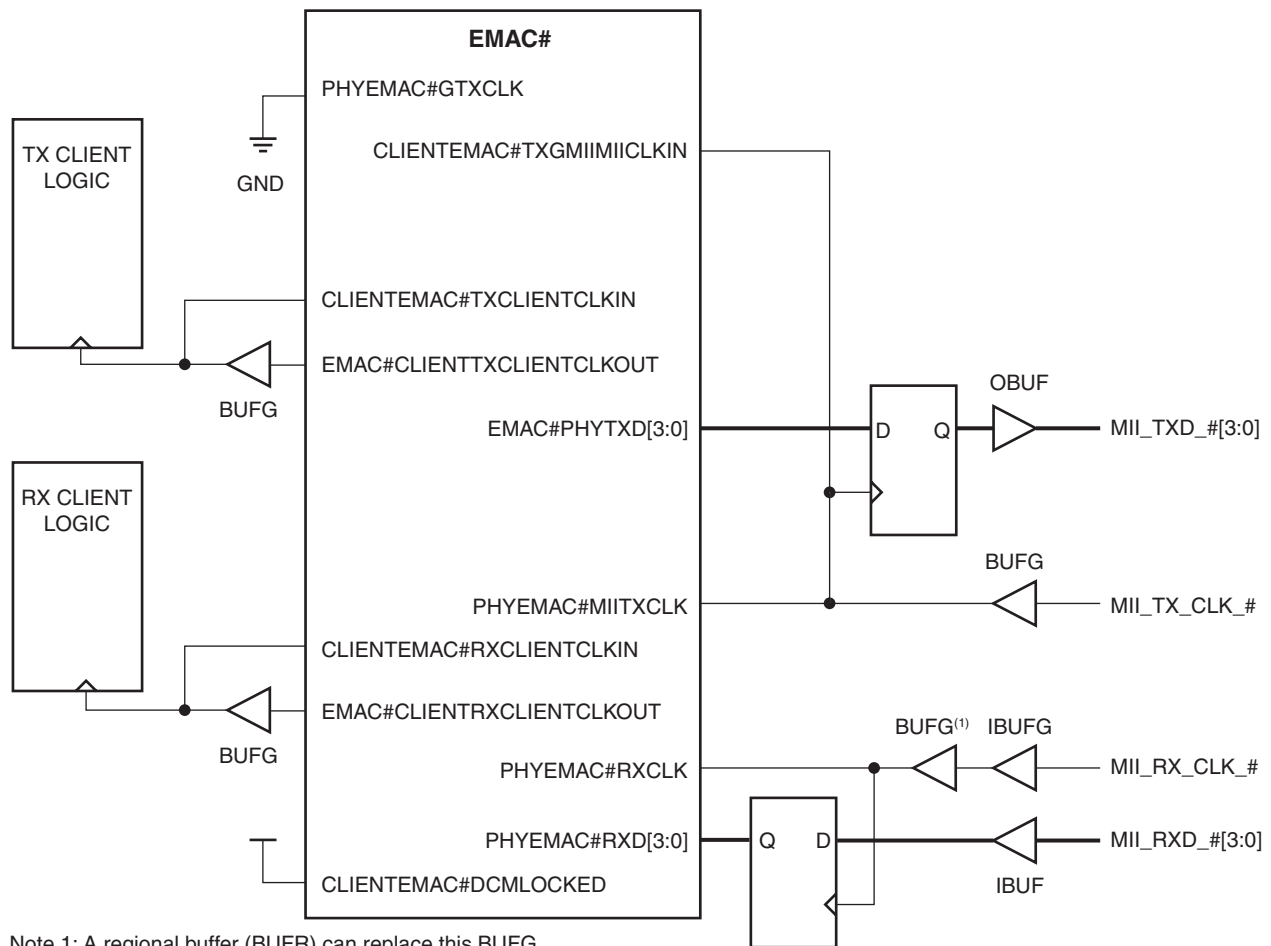 EMAC#
PHYEMAC#GTXCLK
TX CLIENT
LOGIC
CLIENTEMAC#TXGMIIMIICLKIN
GND
CLIENTEMAC#TXCLIENTCLKIN
EMAC#CLIENTTXCLIENTCLKOUT
BUFG
OBUF
EMAC#PHYTXD[3:0]
D
Q
MII_TXD_#[3:0]
RX CLIENT
LOGIC
BUFG
PHYEMAC#MIITXCLK
MII_TX_CLK_#
CLIENTEMAC#RXCLIENTCLKIN
EMAC#CLIENTRXCLIENTCLKOUT
BUFG
BUFG(1)
IBUFG
PHYEMAC#RXCLK
MII_RX_CLK_#
PHYEMAC#RXD[3:0]
Q
D
MII_RXD_#[3:0]
IBUF
CLIENTEMAC#DCMLOCKED
Note 1: A regional buffer (BUFR) can replace this BUFG.